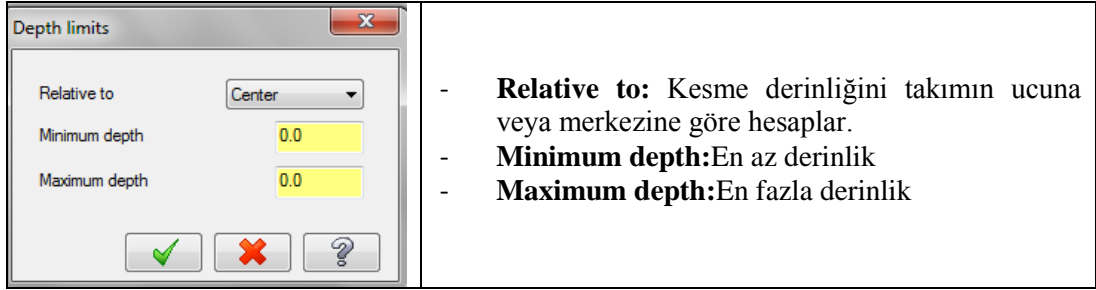 Depth limits
Relative to Center
Minimum depth 0.0
Maximum depth 0.0
- Relative to: Kesme derinliğini takımın ucuna
veya merkezine göre hesaplar.
- Minimum depth:En az derinlik
- Maximum depth:En fazla derinlik